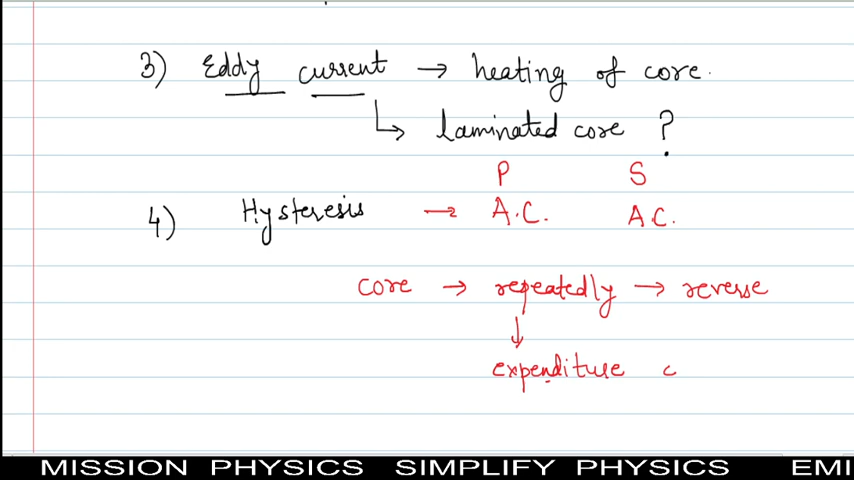 3) Eddy current → heating of core.
↳ laminated core ?
P S
4) Hysteresis → A.C. A.C.
core → repeatedly → reverse
↓
expenditure
MISSION PHYSICS SIMPLIFY PHYSICS EMI